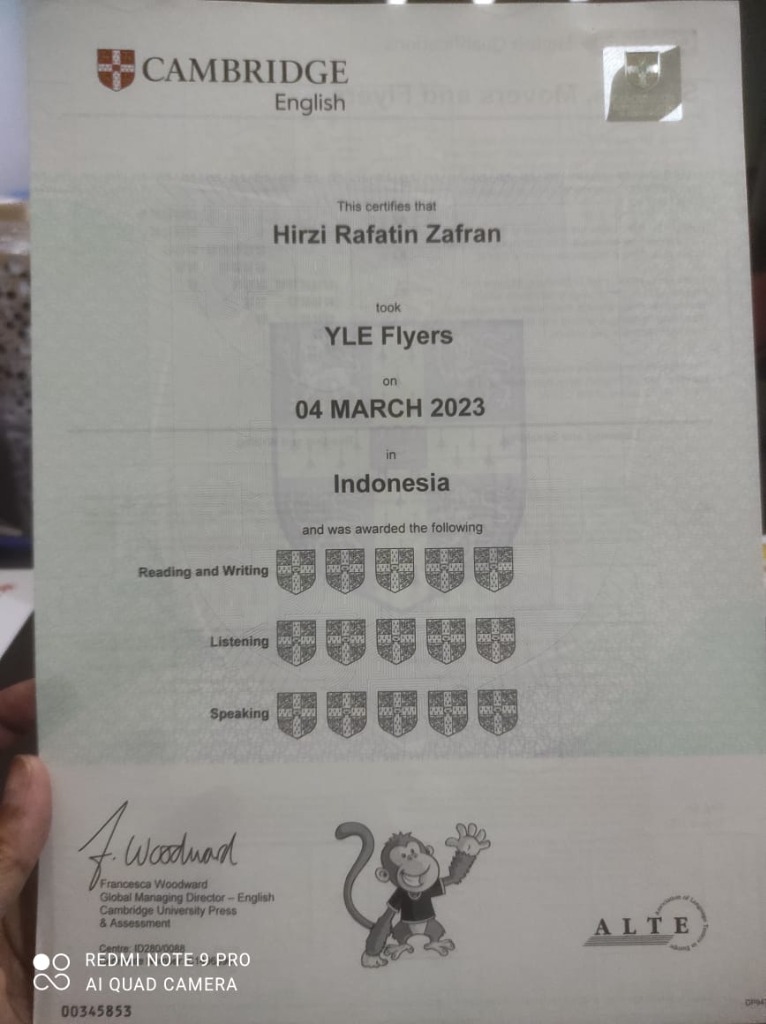 CAMBRIDGE
English
This certifies that
Hirzi Rafatin Zafran
took
YLE Flyers
on
04 MARCH 2023
in
Indonesia
and was awarded the following
Reading and Writing
Listening
Speaking
F. Woodward
Francesca Woodward
Global Managing Director – English
Cambridge University Press
& Assessment
Centre: ID280/0088
ALTE
REDMI NOTE 9 PRO
AI QUAD CAMERA
00345853